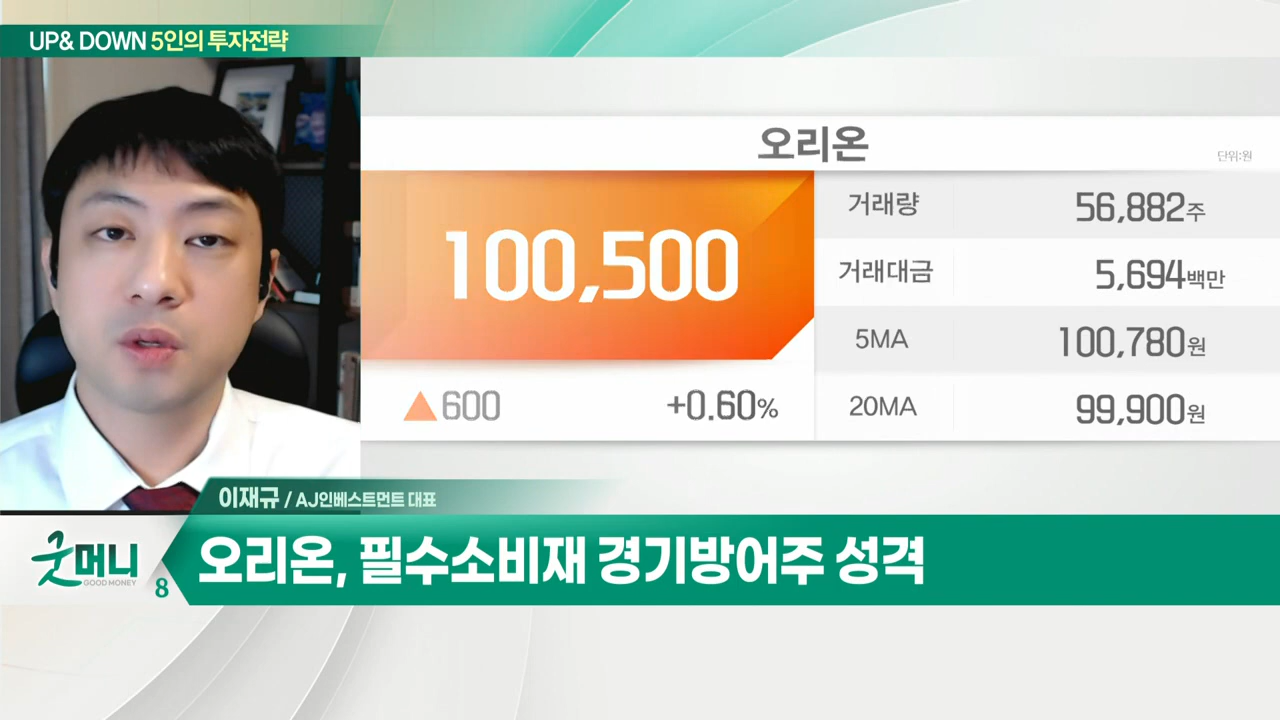 UP& DOWN 5인의 투자전략
오리온
단위:원
100,500
▲600 +0.60%
거래량 56,882주
거래대금 5,694백만
5MA 100,780원
20MA 99,900원
이재규 / AJ인베스트먼트 대표
굿머니
GOOD MONEY
8
오리온, 필수소비재 경기방어주 성격